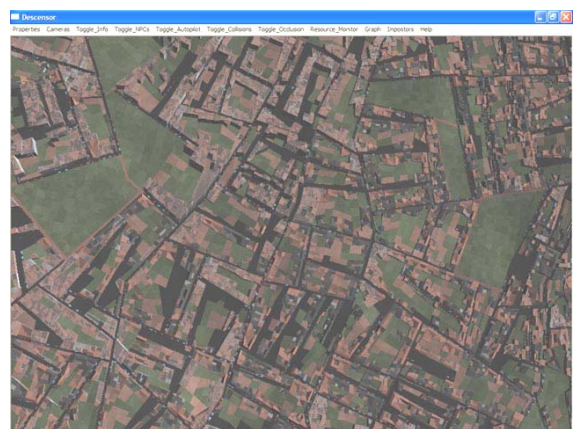 Descensor
Properties Cameras Toggle_Info Toggle_NPCs Toggle_Autopilot Toggle_Collisions Toggle_Occlusion Resource_Monitor Graph Impostors Help